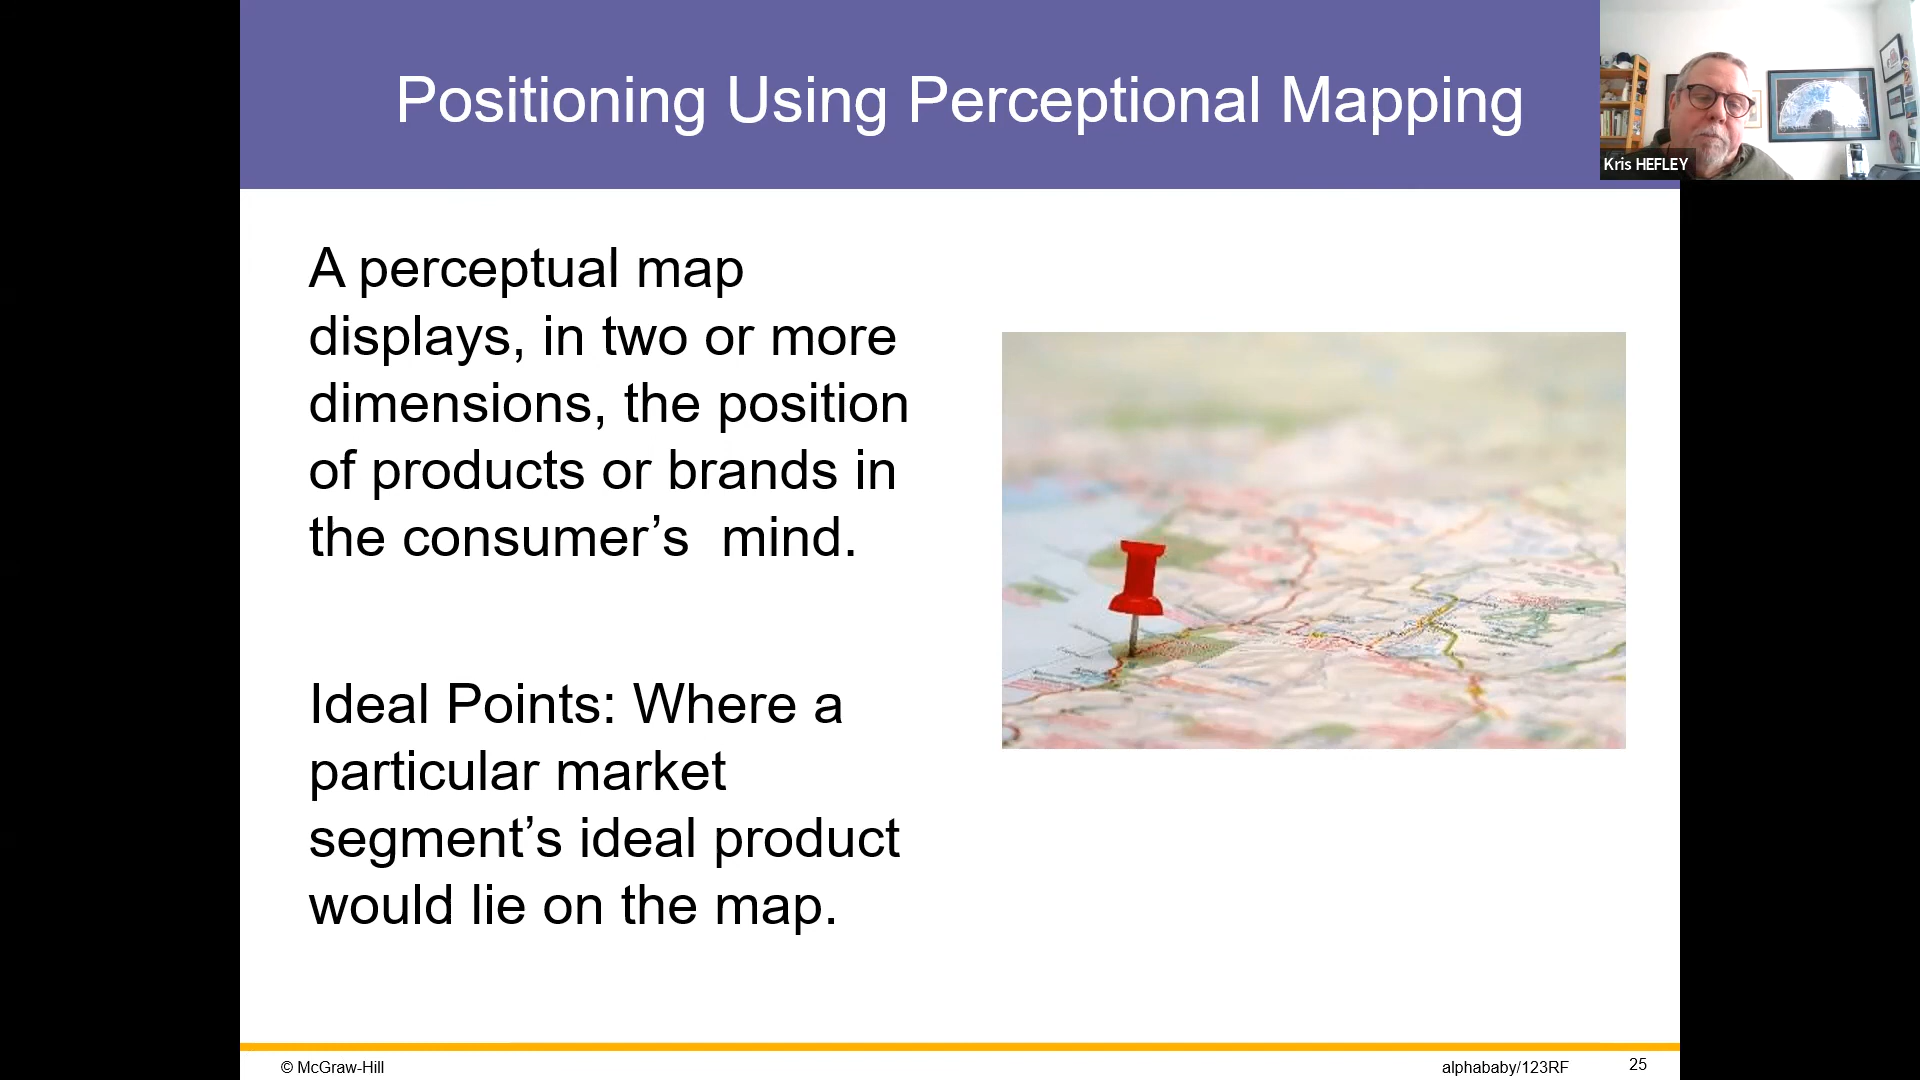 Positioning Using Perceptional Mapping
Kris HEFLEY
A perceptual map
displays, in two or more
dimensions, the position
of products or brands in
the consumer’s  mind.
Ideal Points: Where a
particular market
segment’s ideal product
would lie on the map.
© McGraw-Hill
alphababy/123RF
25